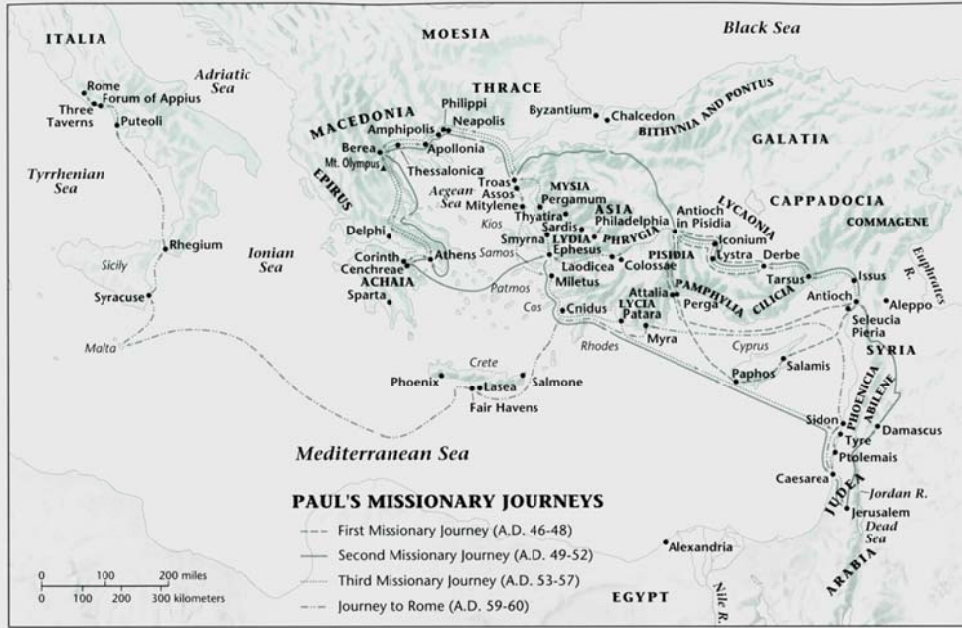 ITALIA
MOESIA
Black Sea
Adriatic
Sea
THRACE
Rome
Forum of Appius
Three
Taverns
Puteoli
Philippi
Neapolis
MACEDONIA
Amphipolis
Byzantium
Chalcedon
BITHYNIA AND PONTUS
Berea
Apollonia
GALATIA
Mt. Olympus
Thessalonica
Tyrrhenian
Sea
EPIRUS
Aegean
Sea
Troas
Assos
Mitylene
MYSIA
Pergamum
CAPPADOCIA
Kios
Thyatira
ASIA
Sardis
Philadelphia
Antioch
in Pisidia
LYCAONIA
COMMAGENE
Delphi
Smyrna
LYDIA
PHRYGIA
Iconium
Rhegium
Ionian
Sea
Corinth
Athens
Samos
Ephesus
PISIDIA
Lystra
Derbe
Euphrates
R.
Sicily
Cenchreae
ACHAIA
Laodicea
Colossae
Tarsus
Issus
Sparta
Patmos
Miletus
Attalia
PAMPHYLIA
CILICIA
Antioch
Aleppo
Syracuse
Cos
Cnidus
LYCIA
Patara
Perga
Seleucia
Pieria
Malta
Rhodes
Myra
Cyprus
SYRIA
Crete
Salamis
Phoenix
Lasea
Salmone
Paphos
Fair Havens
PHOENICIA
ABILENE
Sidon
Damascus
Mediterranean Sea
Tyre
Ptolemais
Caesarea
JUDEA
Jordan R.
Jerusalem
Dead
Sea
PAUL'S MISSIONARY JOURNEYS
First Missionary Journey (A.D. 46-48)
Second Missionary Journey (A.D. 49-52)
Third Missionary Journey (A.D. 53-57)
Journey to Rome (A.D. 59-60)
Alexandria
ARABIA
EGYPT
Nile R.
0 100 200 miles
0 100 200 300 kilometers